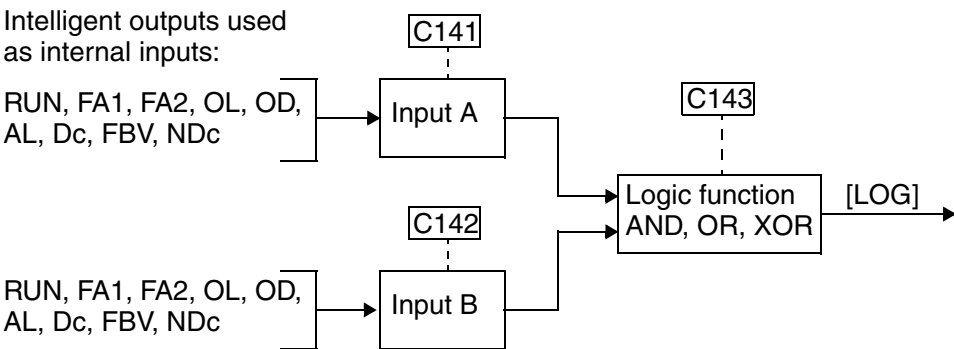 Intelligent outputs used
as internal inputs:
C141
RUN, FA1, FA2, OL, OD,
AL, Dc, FBV, NDc
Input A
C143
Logic function
AND, OR, XOR
[LOG]
C142
RUN, FA1, FA2, OL, OD,
AL, Dc, FBV, NDc
Input B